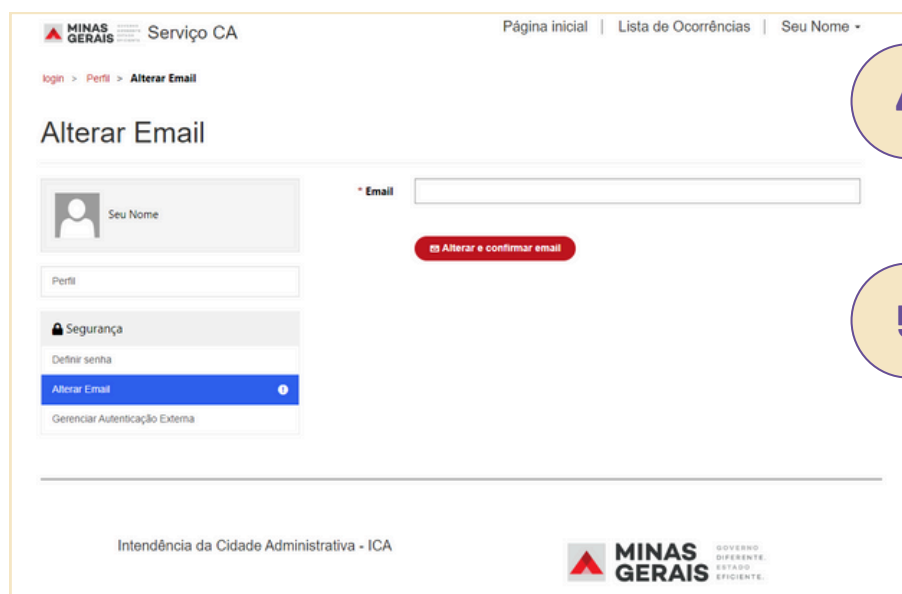 MINAS GERAIS Serviço CA
Página inicial | Lista de Ocorrências | Seu Nome
login > Perfil > Alterar Email
Alterar Email
Seu Nome
* Email
Alterar e confirmar email
Perfil
Segurança
Definir senha
Alterar Email
Gerenciar Autenticação Externa
Intendência da Cidade Administrativa - ICA
MINAS GERAIS
GOVERNO
DIFERENTE.
ESTADO
EFICIENTE.